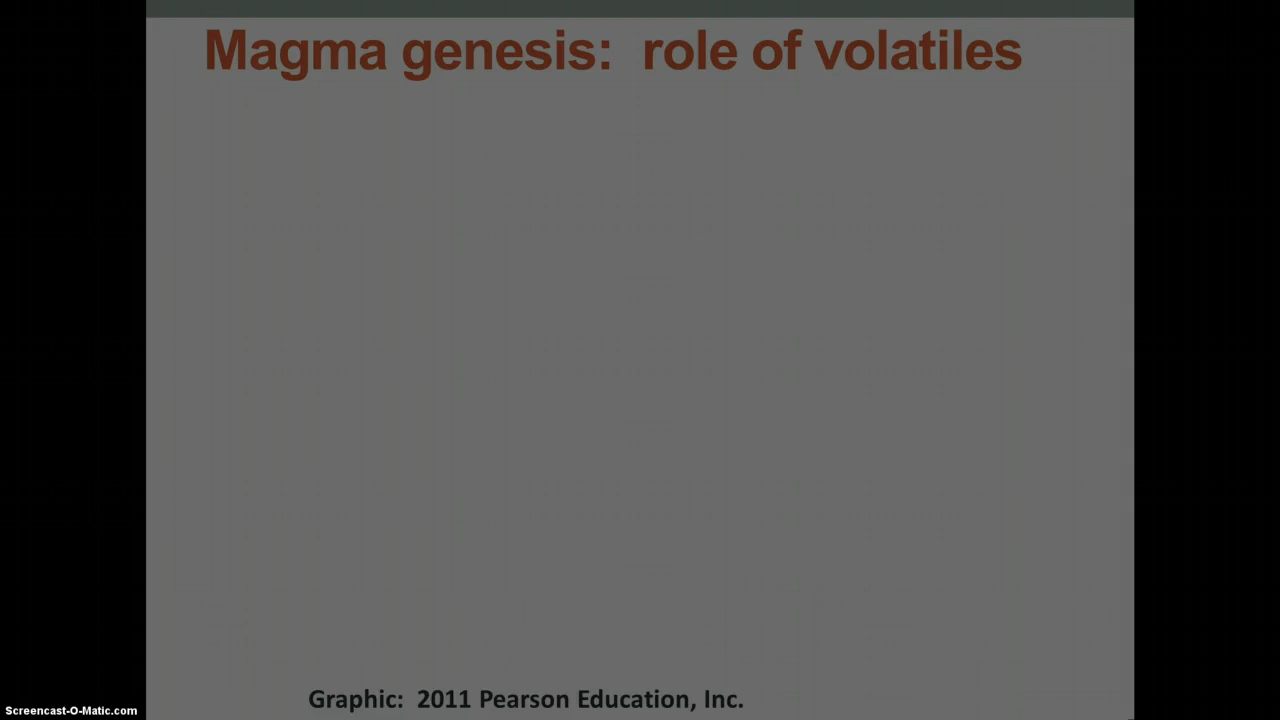 Magma genesis:  role of volatiles
Graphic:  2011 Pearson Education, Inc.
Screencast-O-Matic.com